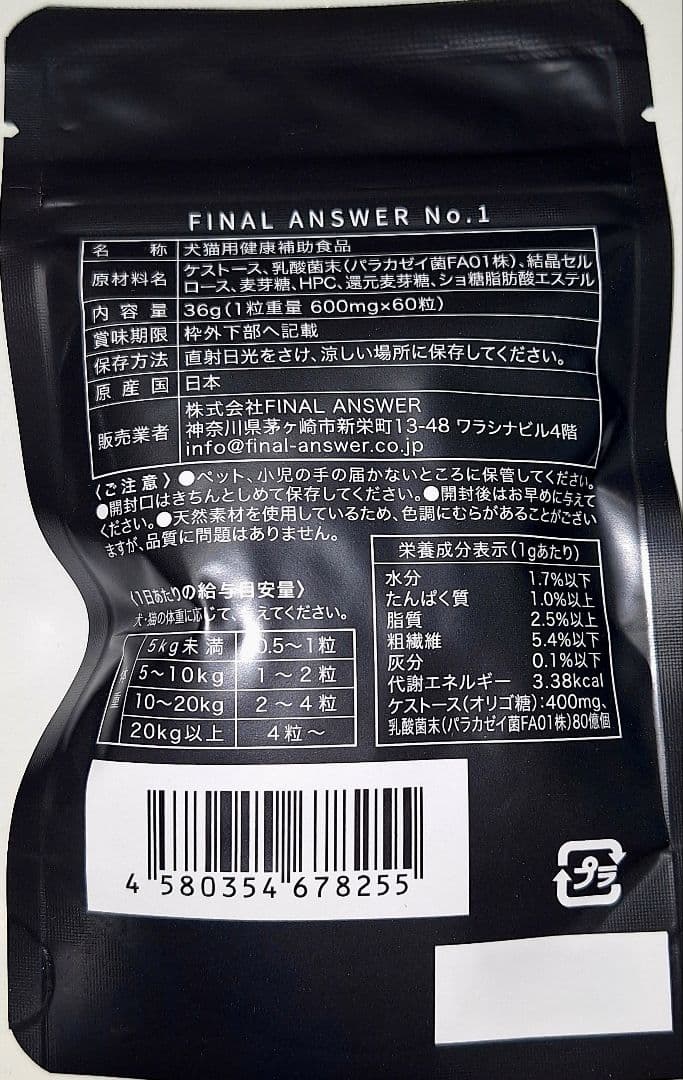 FINAL ANSWER No.1
名称 犬猫用健康補助食品
原材料名 ケストース、乳酸菌末(パラカゼイ菌FA01株)、結晶セル
ロース、麦芽糖、HPC、還元麦芽糖、ショ糖脂肪酸エステル
内容量 36g(1粒重量 600mg×60粒)
賞味期限 枠外下部へ記載
保存方法 直射日光をさけ、涼しい場所に保存してください。
原産国 日本
販売業者 株式会社FINAL ANSWER
神奈川県茅ヶ崎市新栄町13-48 ワラシナビル4階
info@final-answer.co.jp
〈ご注意〉●ペット、小児の手の届かないところに保管してください。
●開封口はきちんとしめて保存してください。●開封後はお早めに与えて
ください。●天然素材を使用しているため、色調にむらがあることがござい
ますが、品質に問題はありません。
〈1日あたりの給与目安量〉
犬・猫の体重に応じて、与えてください。
体重
5kg未満 0.5〜1粒
5〜10kg 1〜2粒
10〜20kg 2〜4粒
20kg以上 4粒〜
栄養成分表示(1gあたり)
水分 1.7%以下
たんぱく質 1.0%以上
脂質 2.5%以上
粗繊維 5.4%以下
灰分 0.1%以下
代謝エネルギー 3.38kcal
ケストース(オリゴ糖):400mg、
乳酸菌末(パラカゼイ菌FA01株)80億個
4 580354 678255
プラ